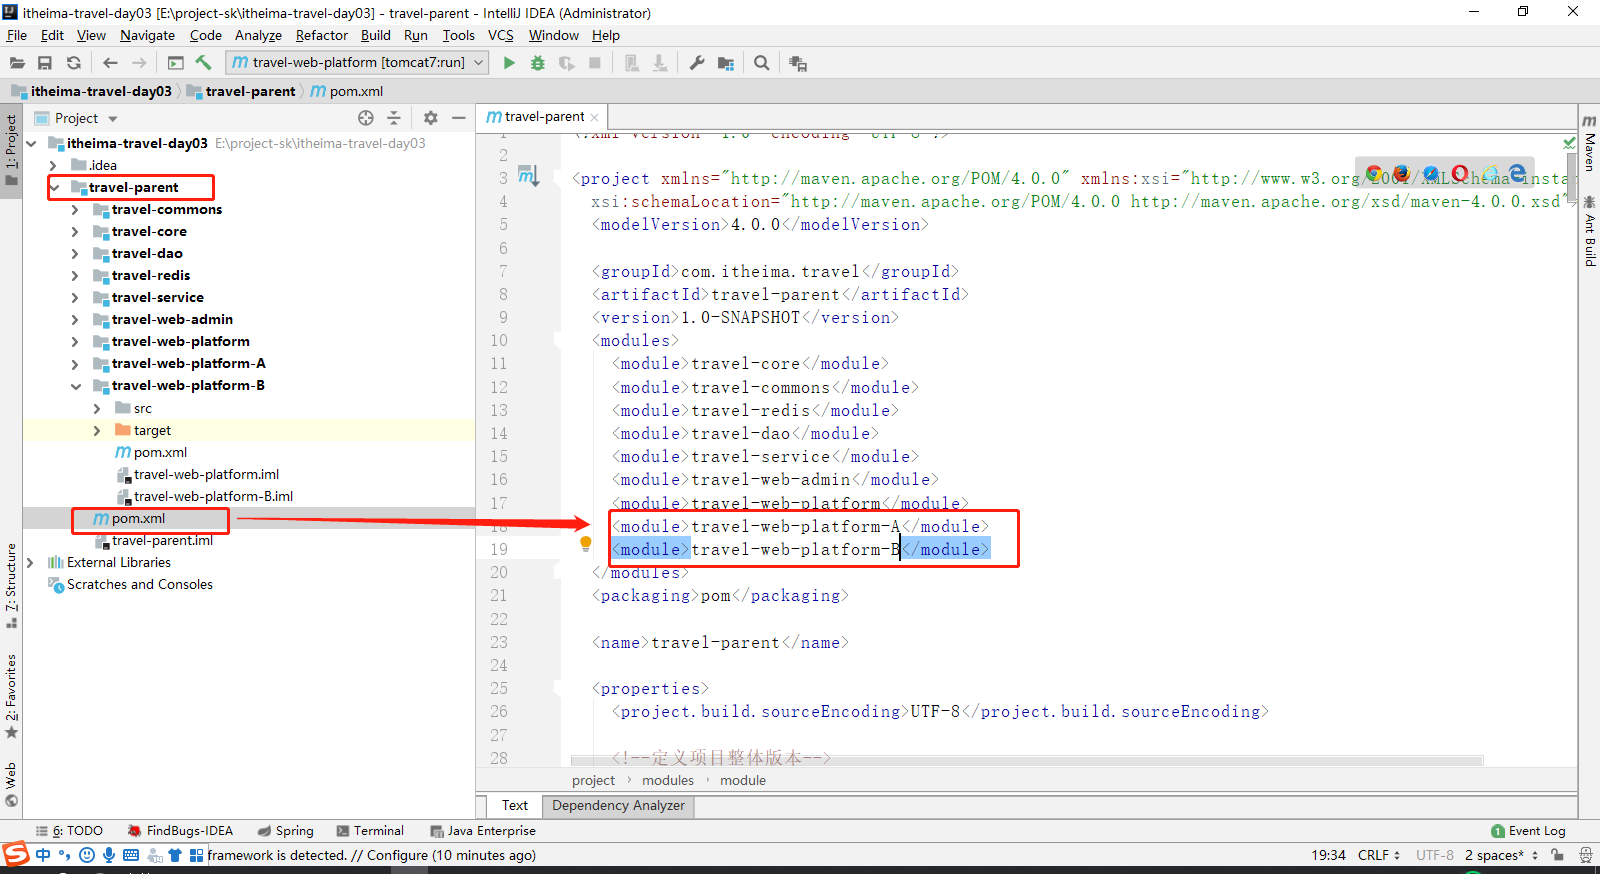 itheima-travel-day03 [E:\project-sk\itheima-travel-day03] - travel-parent - IntelliJ IDEA (Administrator)
File Edit View Navigate Code Analyze Refactor Build Run Tools VCS Window Help
travel-web-platform [tomcat7:run]
itheima-travel-day03 travel-parent pom.xml
1: Project
7: Structure
2: Favorites
Web
Project
itheima-travel-day03 E:\project-sk\itheima-travel-day03
.idea
travel-parent
travel-commons
travel-core
travel-dao
travel-redis
travel-service
travel-web-admin
travel-web-platform
travel-web-platform-A
travel-web-platform-B
src
target
pom.xml
travel-web-platform.iml
travel-web-platform-B.iml
pom.xml
travel-parent.iml
External Libraries
Scratches and Consoles
travel-parent
1 <?xml version="1.0" encoding="UTF-8"?>
2
3 <project xmlns="http://maven.apache.org/POM/4.0.0" xmlns:xsi="http://www.w3.org/2001/XMLSchema-instan
4 xsi:schemaLocation="http://maven.apache.org/POM/4.0.0 http://maven.apache.org/xsd/maven-4.0.0.xsd">
5 <modelVersion>4.0.0</modelVersion>
6
7 <groupId>com.itheima.travel</groupId>
8 <artifactId>travel-parent</artifactId>
9 <version>1.0-SNAPSHOT</version>
10 <modules>
11 <module>travel-core</module>
12 <module>travel-commons</module>
13 <module>travel-redis</module>
14 <module>travel-dao</module>
15 <module>travel-service</module>
16 <module>travel-web-admin</module>
17 <module>travel-web-platform</module>
18 <module>travel-web-platform-A</module>
19 <module>travel-web-platform-B</module>
20 </modules>
21 <packaging>pom</packaging>
22
23 <name>travel-parent</name>
24
25 <properties>
26 <project.build.sourceEncoding>UTF-8</project.build.sourceEncoding>
27
28 <!--定义项目整体版本-->
project › modules › module
Text Dependency Analyzer
Maven
Ant Build
6: TODO FindBugs-IDEA Spring Terminal Java Enterprise Event Log
中 framework is detected. // Configure (10 minutes ago) 19:34 CRLF UTF-8 2 spaces*